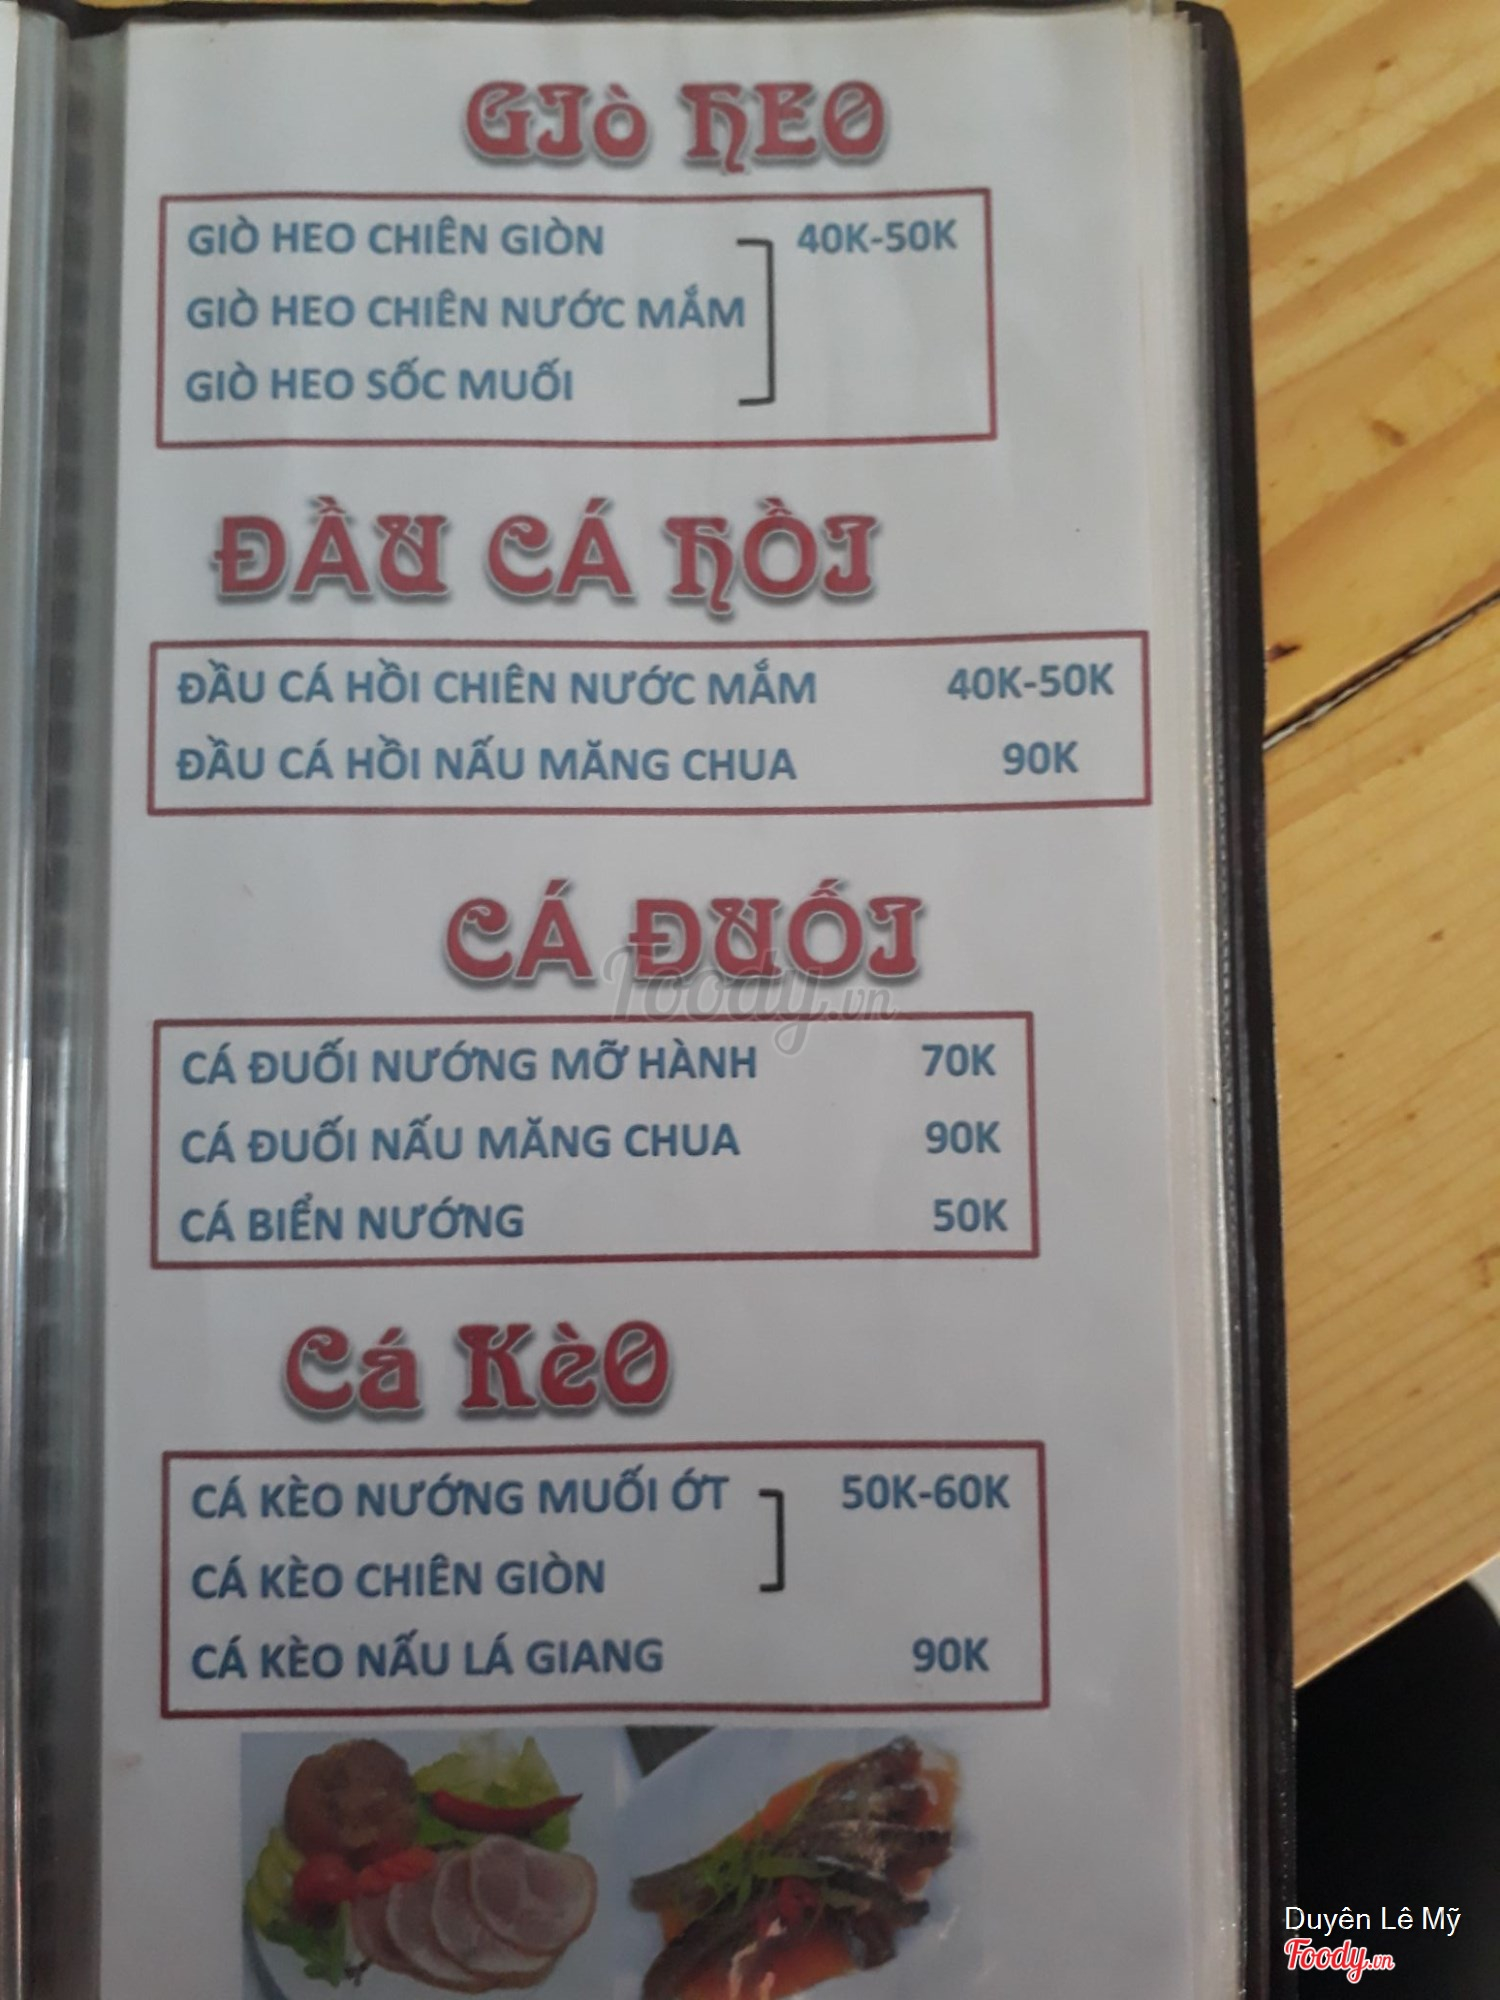 GIÒ HEO
GIÒ HEO CHIÊN GIÒN 40K-50K
GIÒ HEO CHIÊN NƯỚC MẮM
GIÒ HEO SỐC MUỐI
ĐẦU CÁ HỒI
ĐẦU CÁ HỒI CHIÊN NƯỚC MẮM 40K-50K
ĐẦU CÁ HỒI NẤU MĂNG CHUA 90K
CÁ ĐUỐI
Foody.vn
CÁ ĐUỐI NƯỚNG MỠ HÀNH 70K
CÁ ĐUỐI NẤU MĂNG CHUA 90K
CÁ BIỂN NƯỚNG 50K
Cá KèO
CÁ KÈO NƯỚNG MUỐI ỚT 50K-60K
CÁ KÈO CHIÊN GIÒN
CÁ KÈO NẤU LÁ GIANG 90K
Duyên Lê Mỹ
Foody.vn